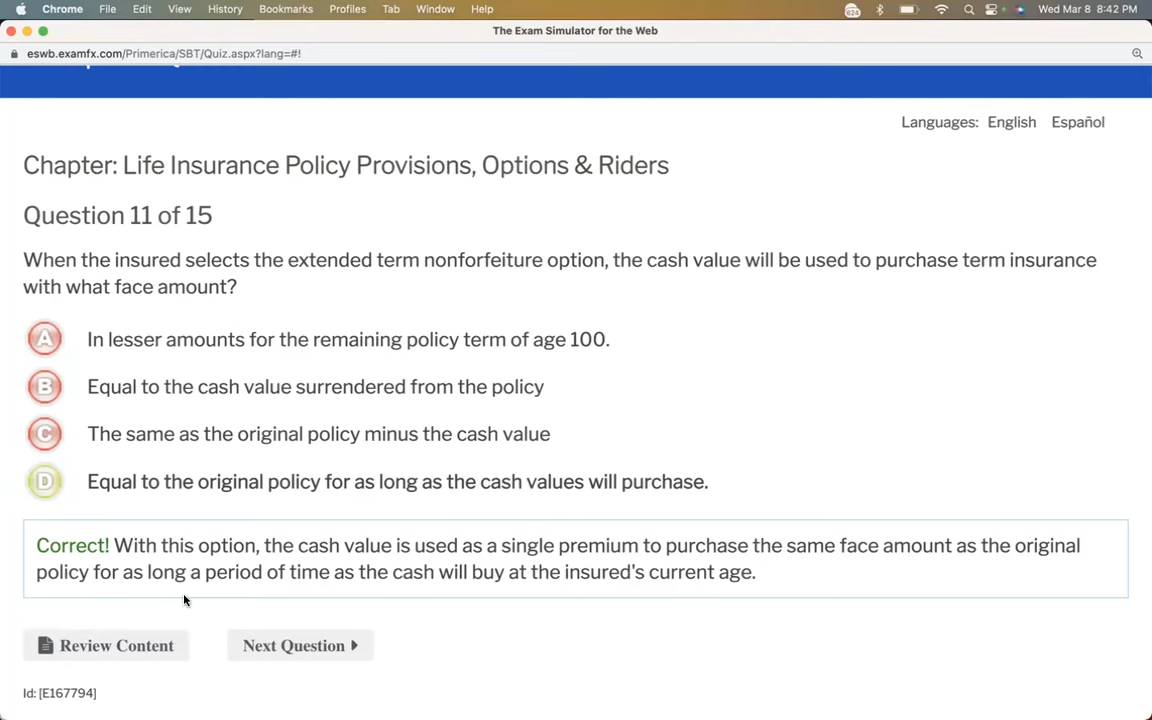 Chrome File Edit View History Bookmarks Profiles Tab Window Help 624 Wed Mar 8 8:42 PM
The Exam Simulator for the Web
eswb.examfx.com/Primerica/SBT/Quiz.aspx?lang=#!
Languages: English Español
Chapter: Life Insurance Policy Provisions, Options & Riders
Question 11 of 15
When the insured selects the extended term nonforfeiture option, the cash value will be used to purchase term insurance
with what face amount?
A In lesser amounts for the remaining policy term of age 100.
B Equal to the cash value surrendered from the policy
C The same as the original policy minus the cash value
D Equal to the original policy for as long as the cash values will purchase.
Correct! With this option, the cash value is used as a single premium to purchase the same face amount as the original
policy for as long a period of time as the cash will buy at the insured's current age.
Review Content Next Question
Id: [E167794]